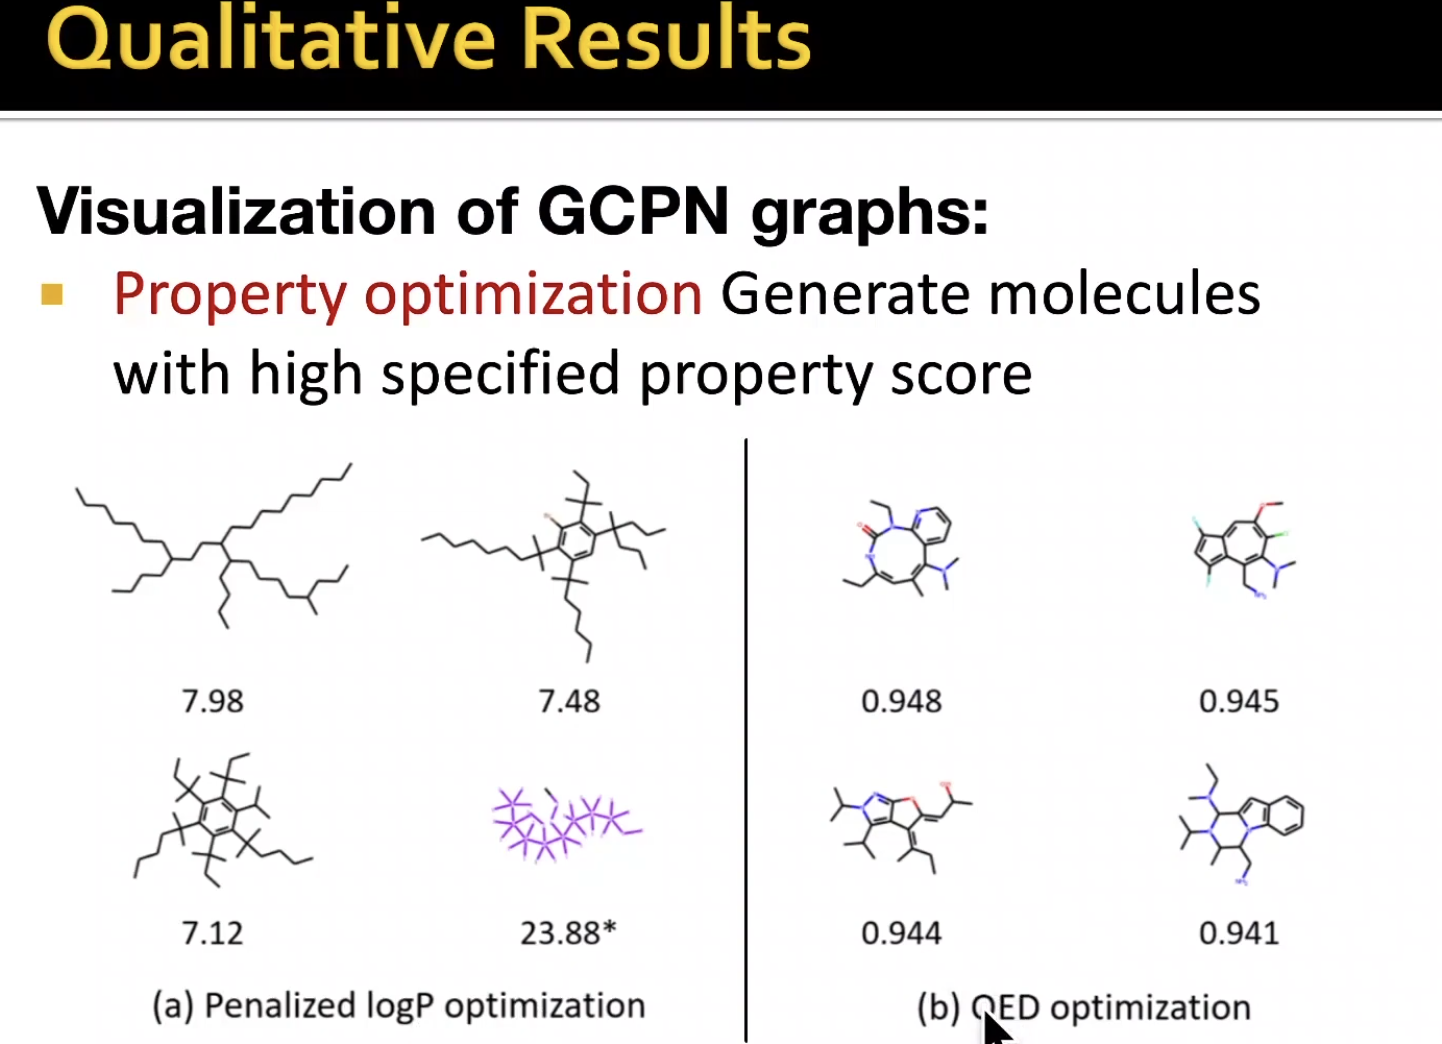 Qualitative Results
Visualization of GCPN graphs:
Property optimization Generate molecules
with high specified property score
7.98
7.48
0.948
0.945
7.12
23.88*
0.944
0.941
(a) Penalized logP optimization
(b) QED optimization